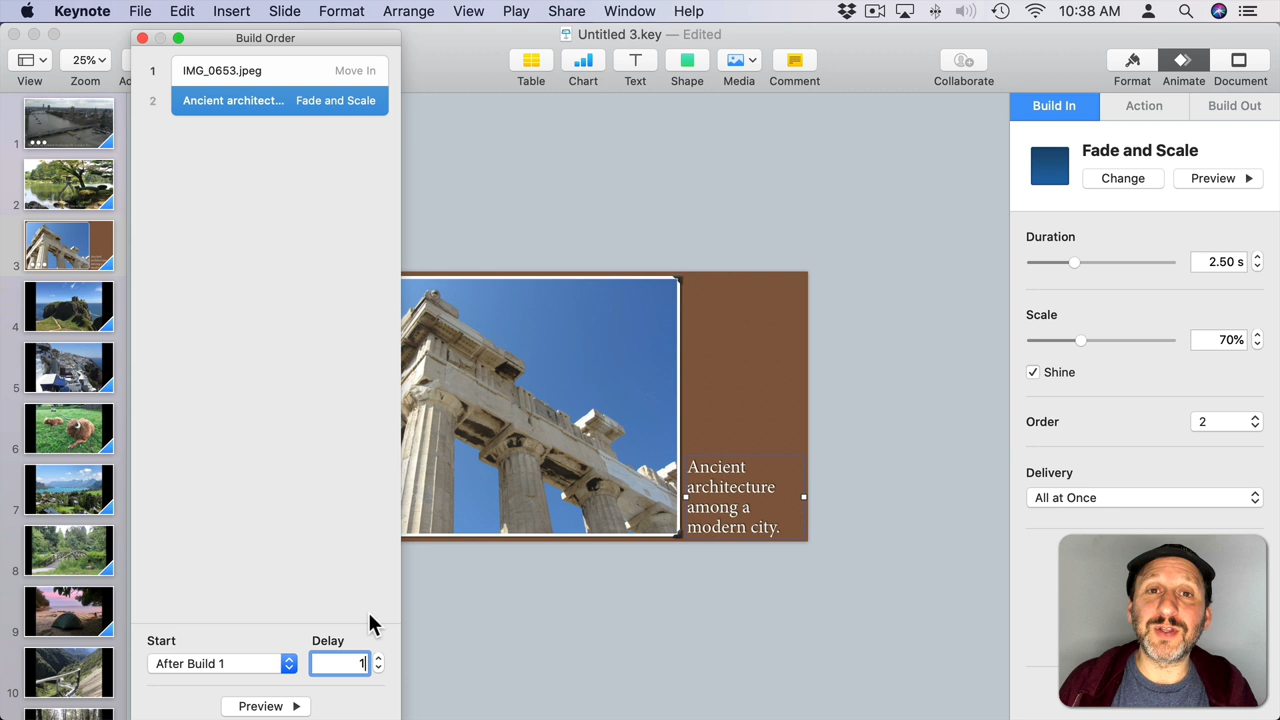 Keynote File Edit Insert Slide Format Arrange View Play Share Window Help 10:38 AM
Build Order
Untitled 3.key — Edited
25%
View Zoom
Table Chart Text Shape Media Comment
Collaborate
Format Animate Document
1 IMG_0653.jpeg Move In
2 Ancient architect... Fade and Scale
Build In Action Build Out
Fade and Scale
Change Preview
Duration
2.50 s
Scale
70%
Shine
Order 2
Delivery
All at Once
1
2
3
4
5
6
7
8
9
10
Ancient
architecture
among a
modern city.
Start Delay
After Build 1 1
Preview